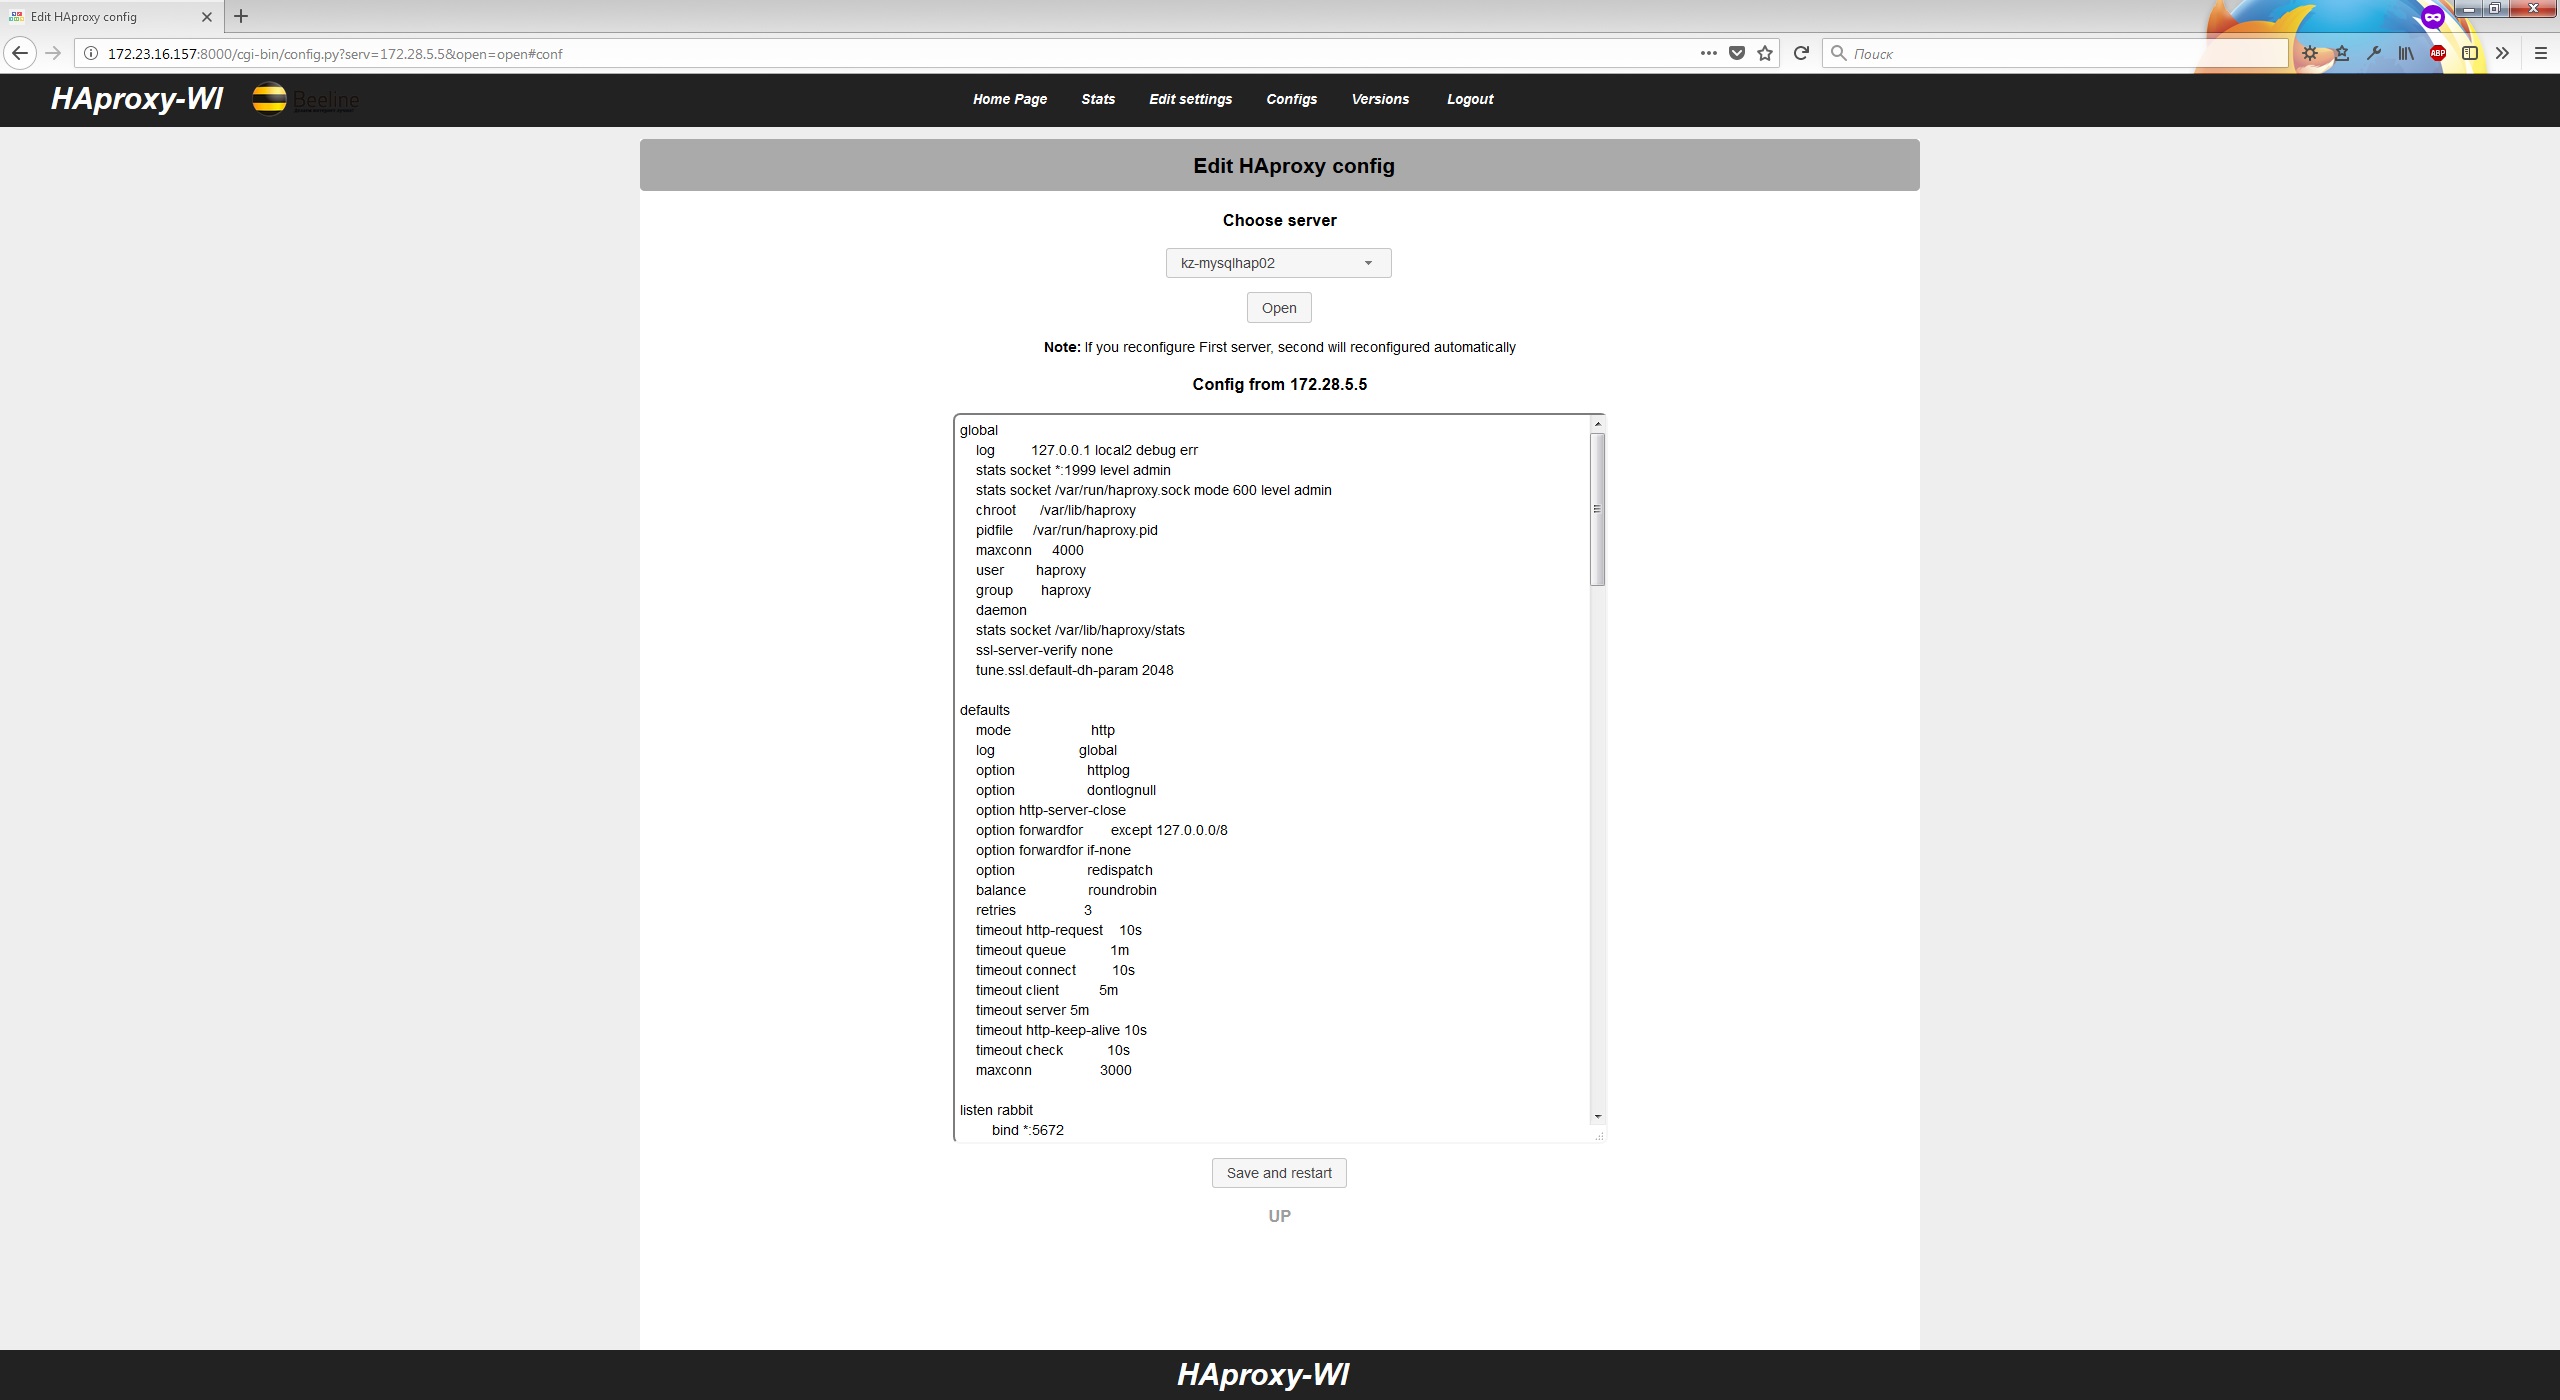 Edit HAproxy config
172.23.16.157:8000/cgi-bin/config.py?serv=172.28.5.5&open=open#conf
Поиск
ABP
HAproxy-WI
Beeline
Home Page
Stats
Edit settings
Configs
Versions
Logout
Edit HAproxy config
Choose server
kz-mysqlhap02
Open
Note: If you reconfigure First server, second will reconfigured automatically
Config from 172.28.5.5
global
log 127.0.0.1 local2 debug err
stats socket *:1999 level admin
stats socket /var/run/haproxy.sock mode 600 level admin
chroot /var/lib/haproxy
pidfile /var/run/haproxy.pid
maxconn 4000
user haproxy
group haproxy
daemon
stats socket /var/lib/haproxy/stats
ssl-server-verify none
tune.ssl.default-dh-param 2048
defaults
mode http
log global
option httplog
option dontlognull
option http-server-close
option forwardfor except 127.0.0.0/8
option forwardfor if-none
option redispatch
balance roundrobin
retries 3
timeout http-request 10s
timeout queue 1m
timeout connect 10s
timeout client 5m
timeout server 5m
timeout http-keep-alive 10s
timeout check 10s
maxconn 3000
listen rabbit
bind *:5672
Save and restart
UP
HAproxy-WI